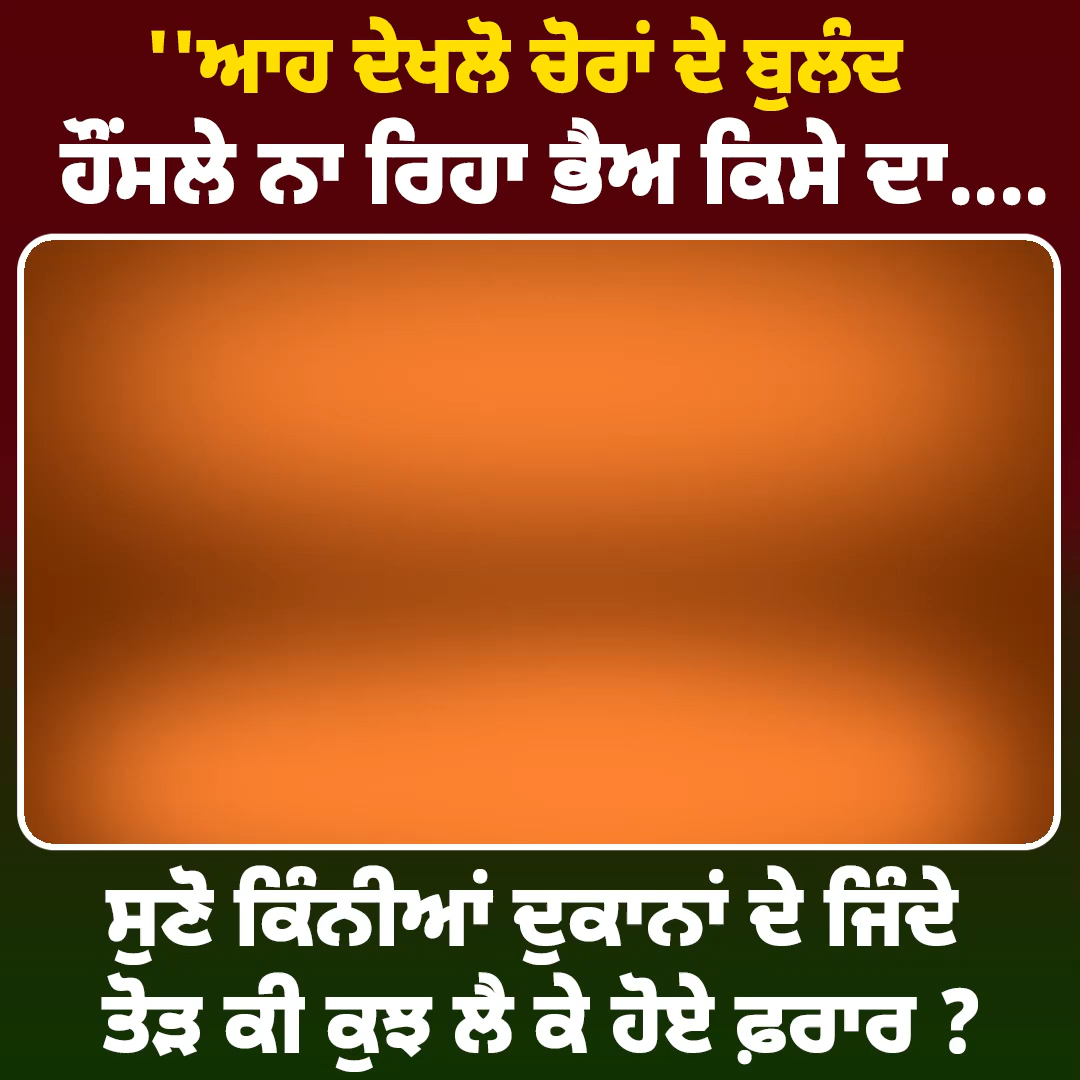 ''ਆਹ ਦੇਖਲੋ ਚੋਰਾਂ ਦੇ ਬੁਲੰਦ
ਹੌਂਸਲੇ ਨਾ ਰਿਹਾ ਭੈਅ ਕਿਸੇ ਦਾ....
ਸੁਣੋ ਕਿੰਨੀਆਂ ਦੁਕਾਨਾਂ ਦੇ ਜਿੰਦੇ
ਤੋੜ ਕੀ ਕੁਝ ਲੈ ਕੇ ਹੋਏ ਫ਼ਰਾਰ ?